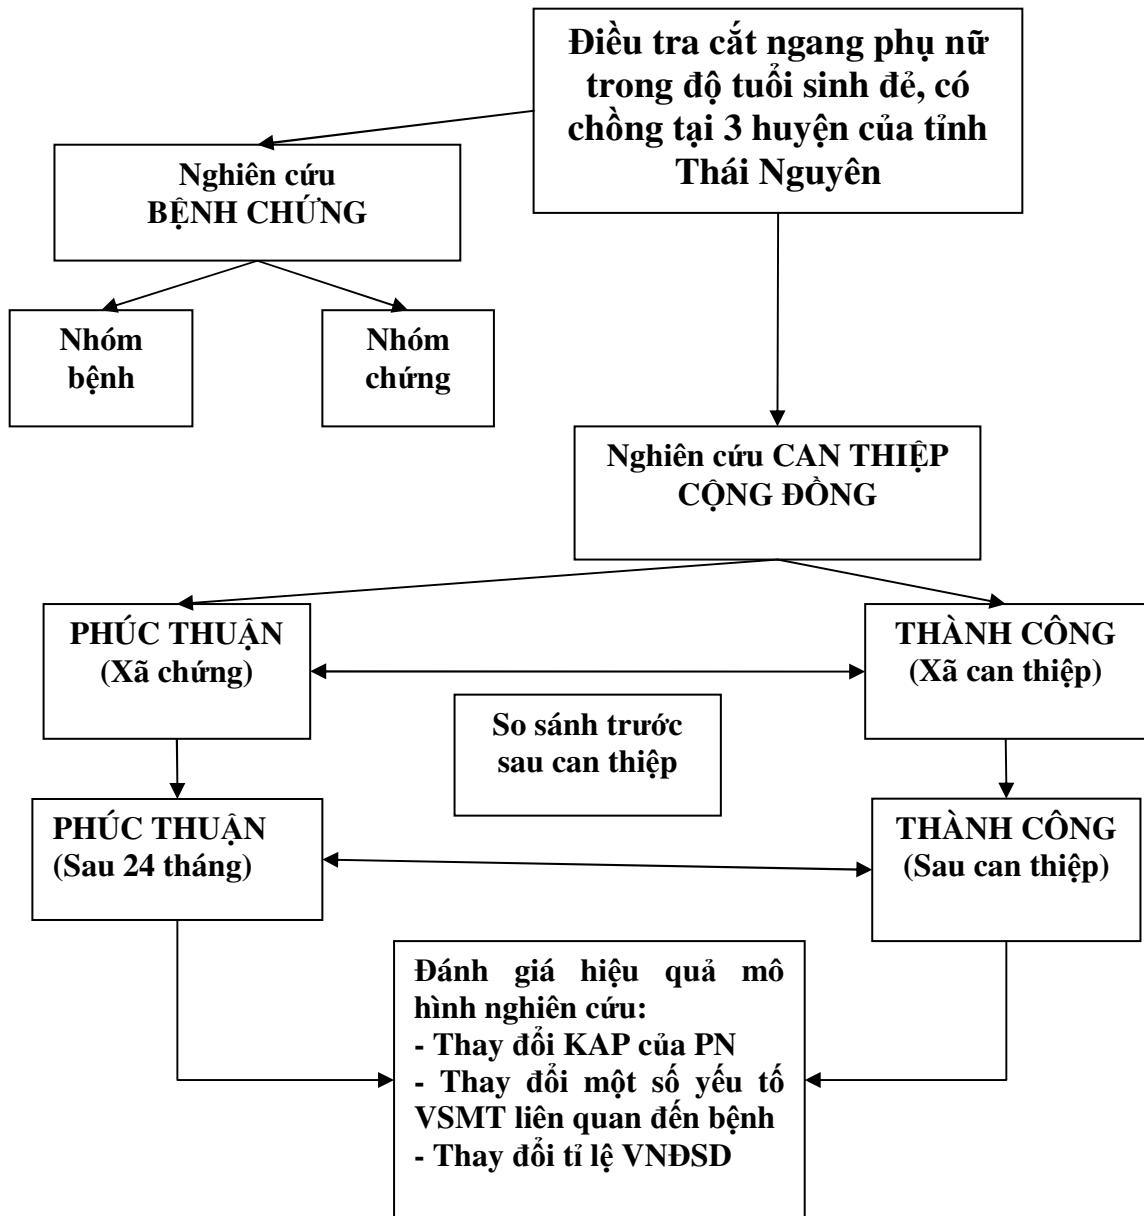 Điều tra cắt ngang phụ nữ
trong độ tuổi sinh đẻ, có
chồng tại 3 huyện của tỉnh
Thái Nguyên
Nghiên cứu
BỆNH CHỨNG
Nhóm
bệnh
Nhóm
chứng
Nghiên cứu CAN THIỆP
CỘNG ĐỒNG
PHÚC THUẬN
(Xã chứng)
THÀNH CÔNG
(Xã can thiệp)
So sánh trước
sau can thiệp
PHÚC THUẬN
(Sau 24 tháng)
THÀNH CÔNG
(Sau can thiệp)
Đánh giá hiệu quả mô
hình nghiên cứu:
- Thay đổi KAP của PN
- Thay đổi một số yếu tố
VSMT liên quan đến bệnh
- Thay đổi tỉ lệ VNĐSD